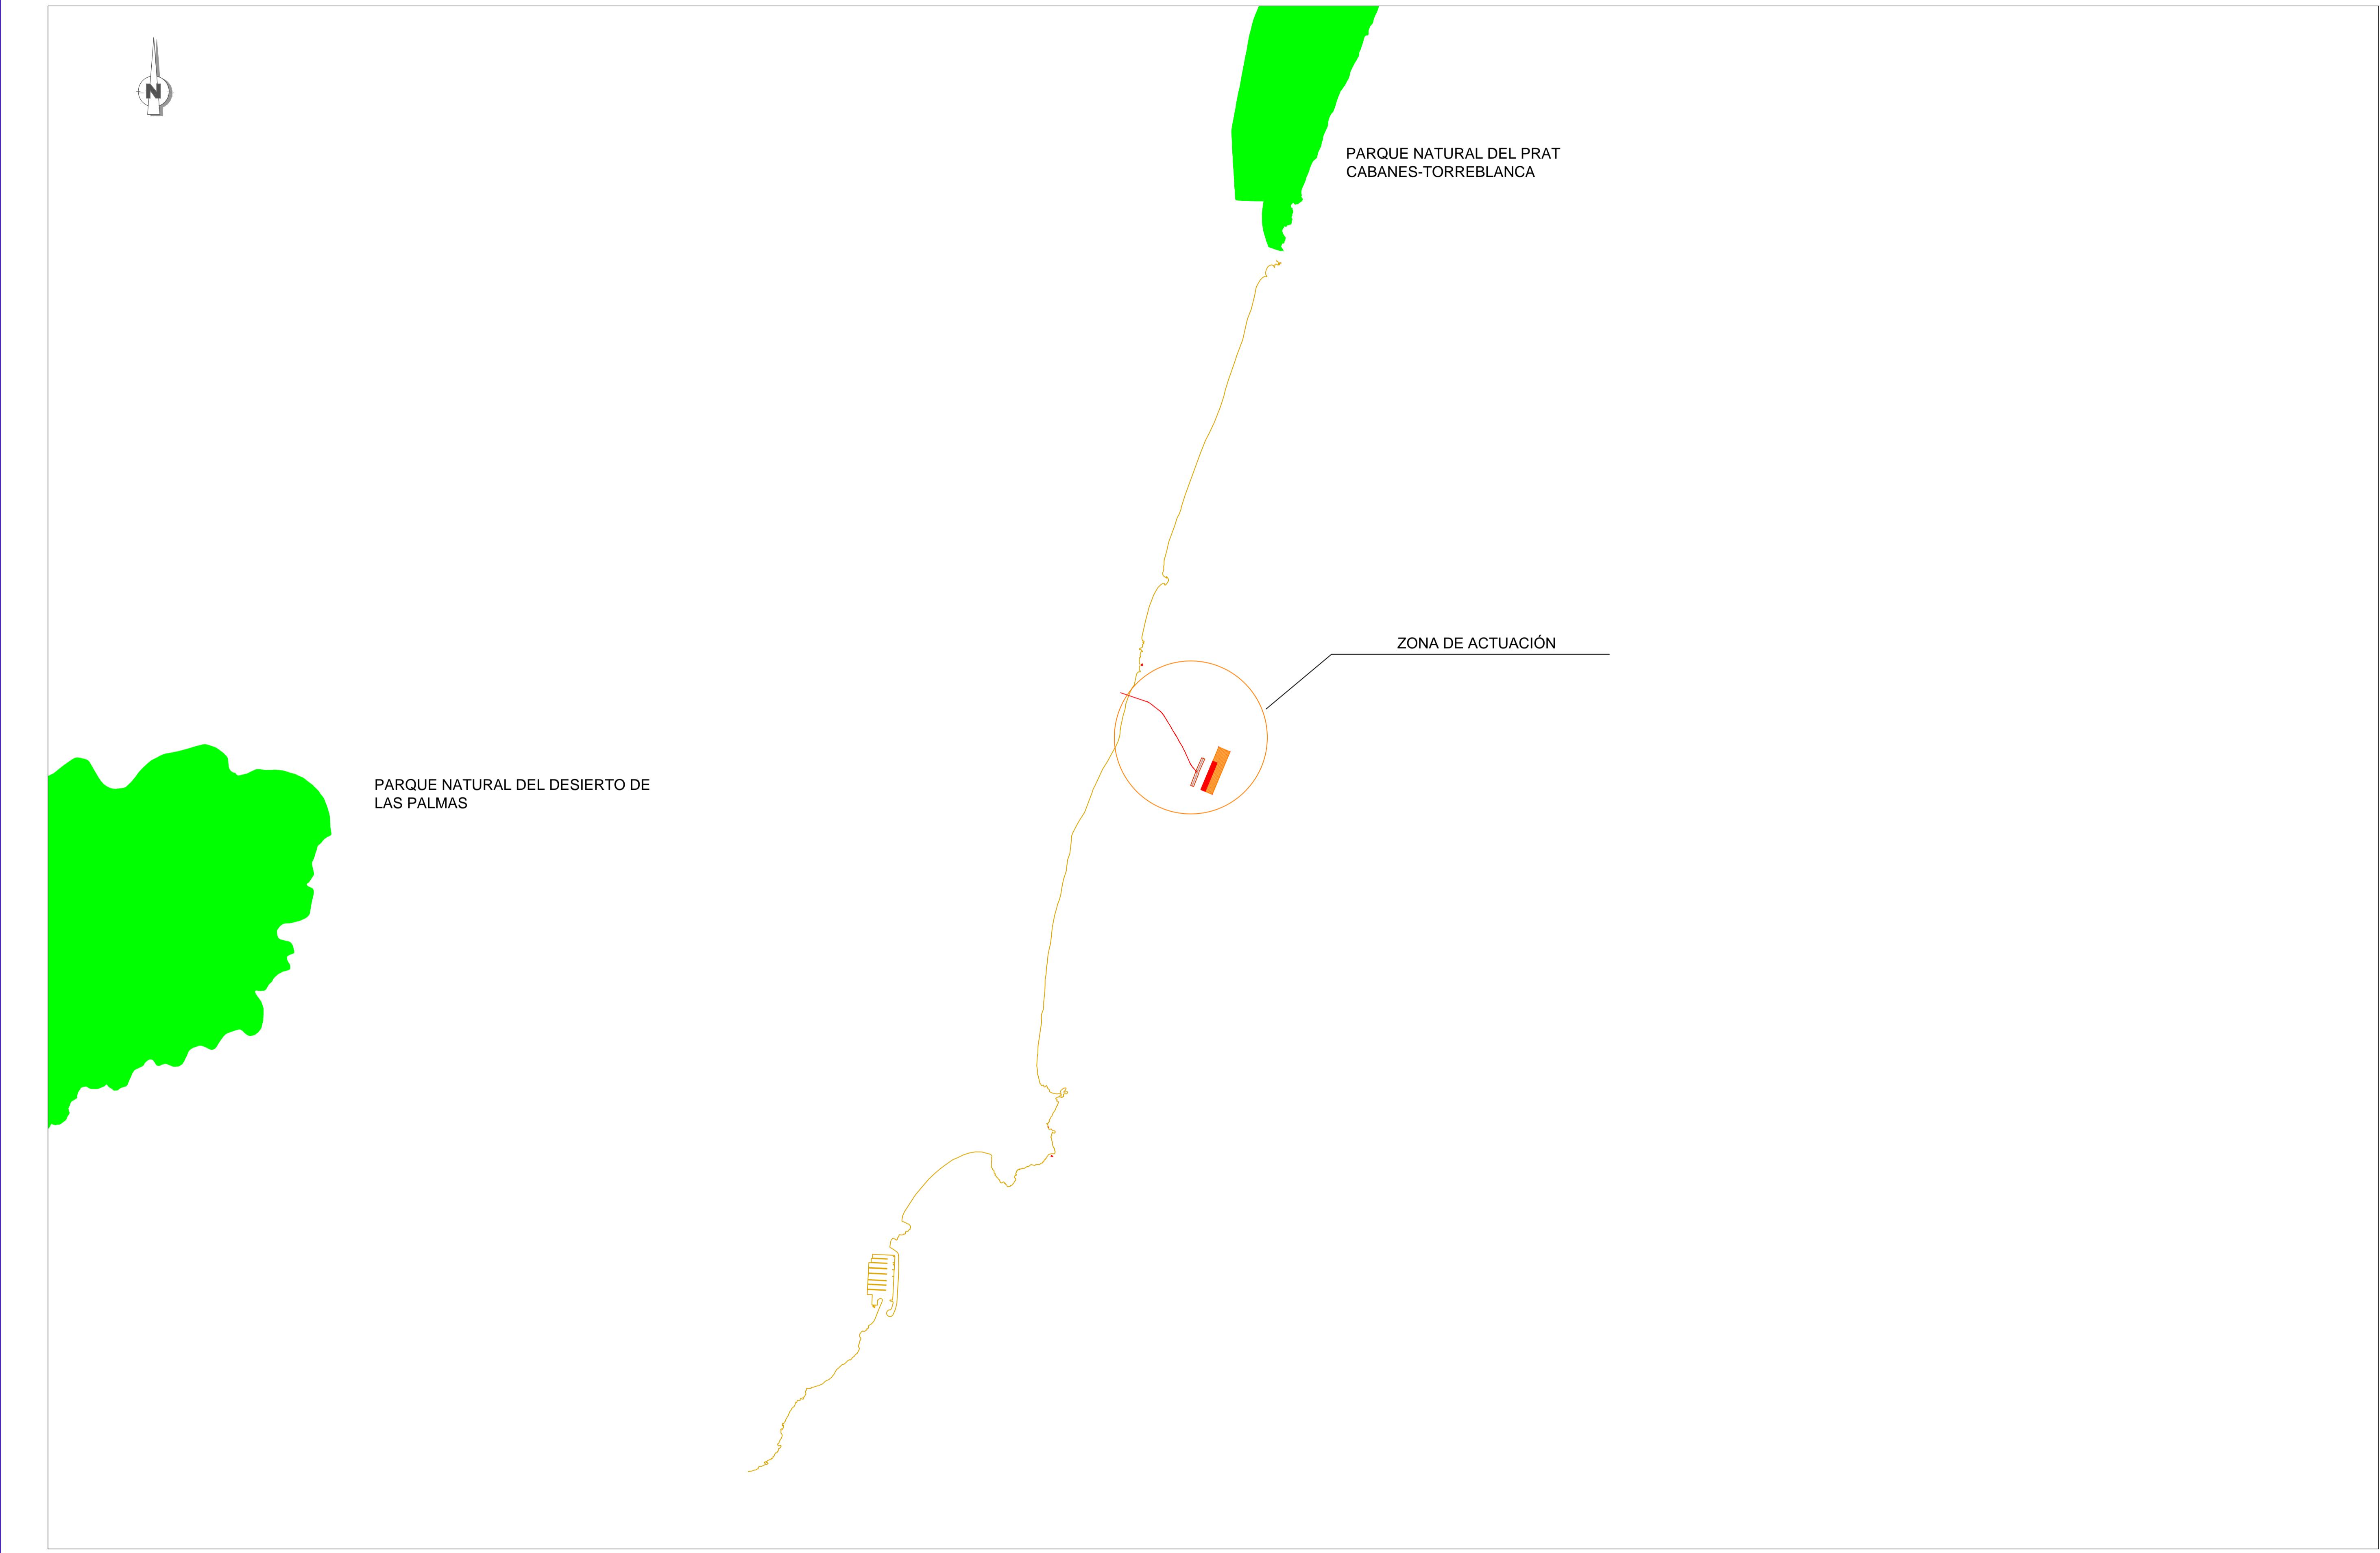 N
PARQUE NATURAL DEL PRAT
CABANES-TORREBLANCA
ZONA DE ACTUACIÓN
PARQUE NATURAL DEL DESIERTO DE
LAS PALMAS